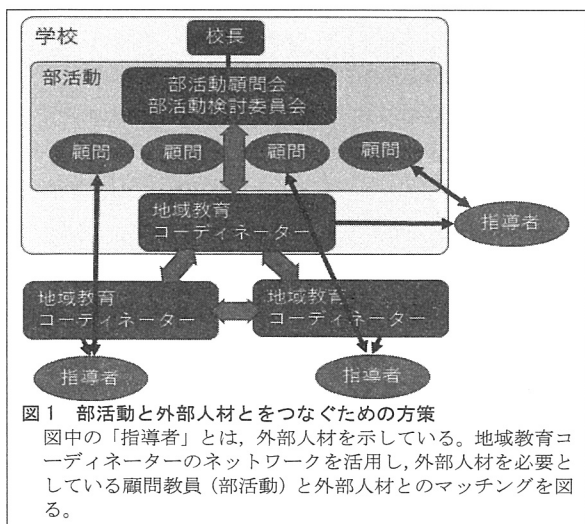 学校
校長
部活動
部活動顧問会
部活動検討委員会
顧問
顧問
顧問
顧問
地域教育
コーディネーター
指導者
地域教育
コーディネーター
地域教育
コーディネーター
指導者
指導者
図1 部活動と外部人材とをつなぐための方策
図中の「指導者」とは，外部人材を示している。地域教育コ
ーディネーターのネットワークを活用し，外部人材を必要と
している顧問教員（部活動）と外部人材とのマッチングを図
る。